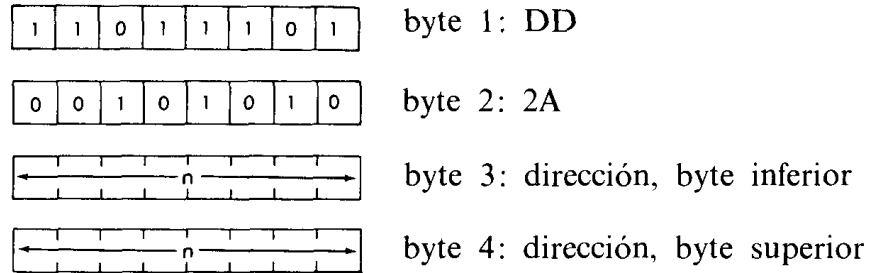 1 1 0 1 1 1 0 1 byte 1: DD
0 0 1 0 1 0 1 0 byte 2: 2A
n byte 3: dirección, byte inferior
n byte 4: dirección, byte superior